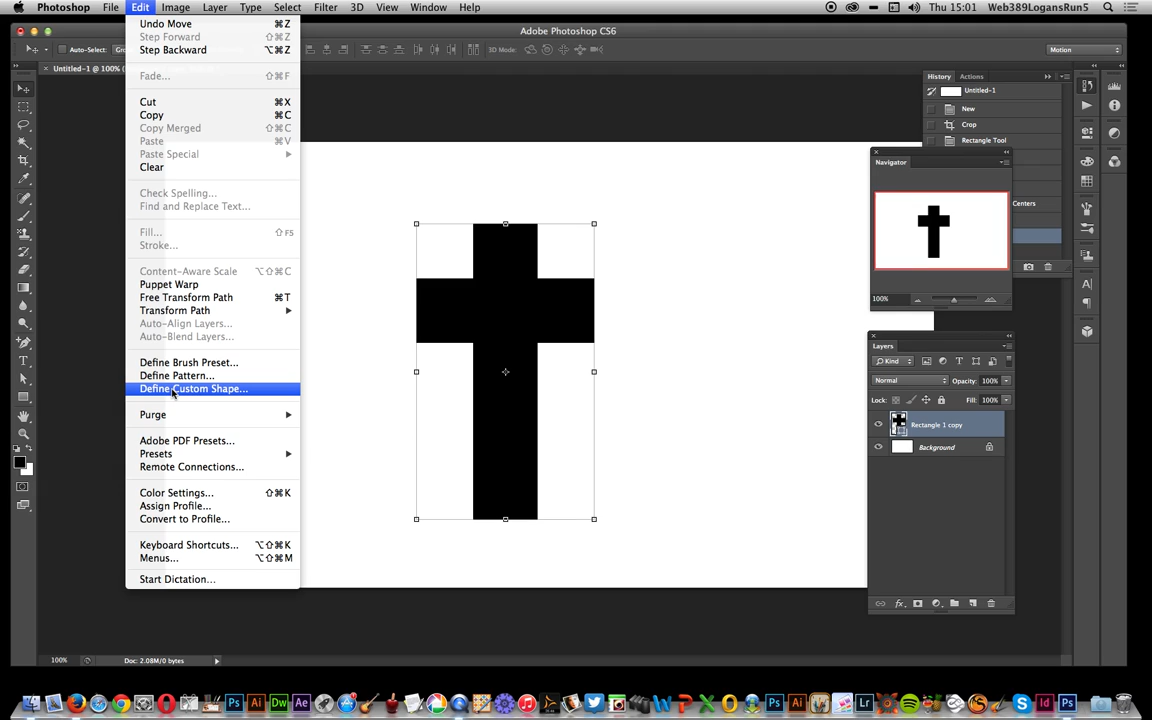 Photoshop File Edit Image Layer Type Select Filter 3D View Window Help Thu 15:01 Web389LogansRun5
Adobe Photoshop CS6
Auto-Select: 3D Mode: Motion
Untitled-1 @ 100%
Undo Move ⌘Z
Step Forward ⇧⌘Z
Step Backward ⌥⌘Z
Fade... ⇧⌘F
Cut ⌘X
Copy ⌘C
Copy Merged ⇧⌘C
Paste ⌘V
Paste Special
Clear
Check Spelling...
Find and Replace Text...
Fill... ⇧F5
Stroke...
Content-Aware Scale ⌥⇧⌘C
Puppet Warp
Free Transform Path ⌘T
Transform Path
Auto-Align Layers...
Auto-Blend Layers...
Define Brush Preset...
Define Pattern...
Define Custom Shape...
Purge
Adobe PDF Presets...
Presets
Remote Connections...
Color Settings... ⇧⌘K
Assign Profile...
Convert to Profile...
Keyboard Shortcuts... ⌥⇧⌘K
Menus... ⌥⇧⌘M
Start Dictation...
History Actions
Untitled-1
New
Crop
Rectangle Tool
Navigator
Centers
100%
Layers
Kind
Normal Opacity: 100%
Lock: Fill: 100%
Rectangle 1 copy
Background
100% Doc: 2.08M/0 bytes